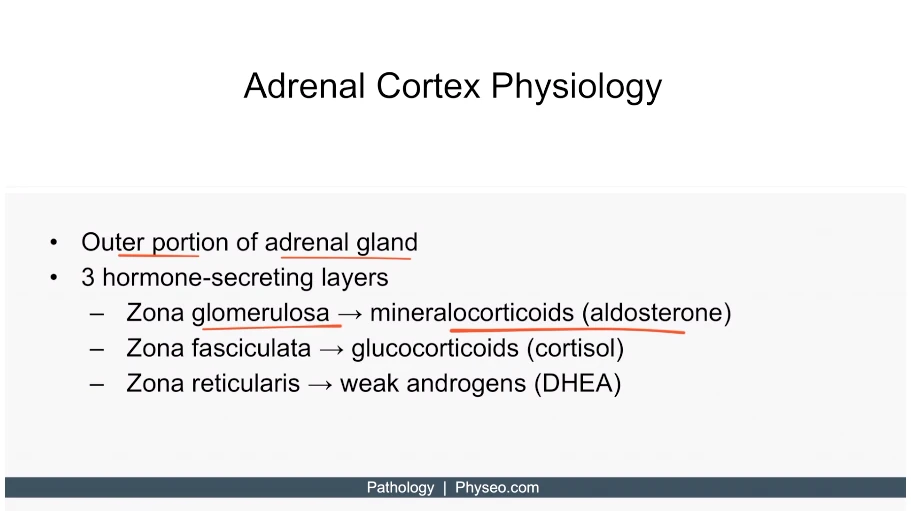 Adrenal Cortex Physiology
• Outer portion of adrenal gland
• 3 hormone-secreting layers
– Zona glomerulosa → mineralocorticoids (aldosterone)
– Zona fasciculata → glucocorticoids (cortisol)
– Zona reticularis → weak androgens (DHEA)
Pathology | Physeo.com